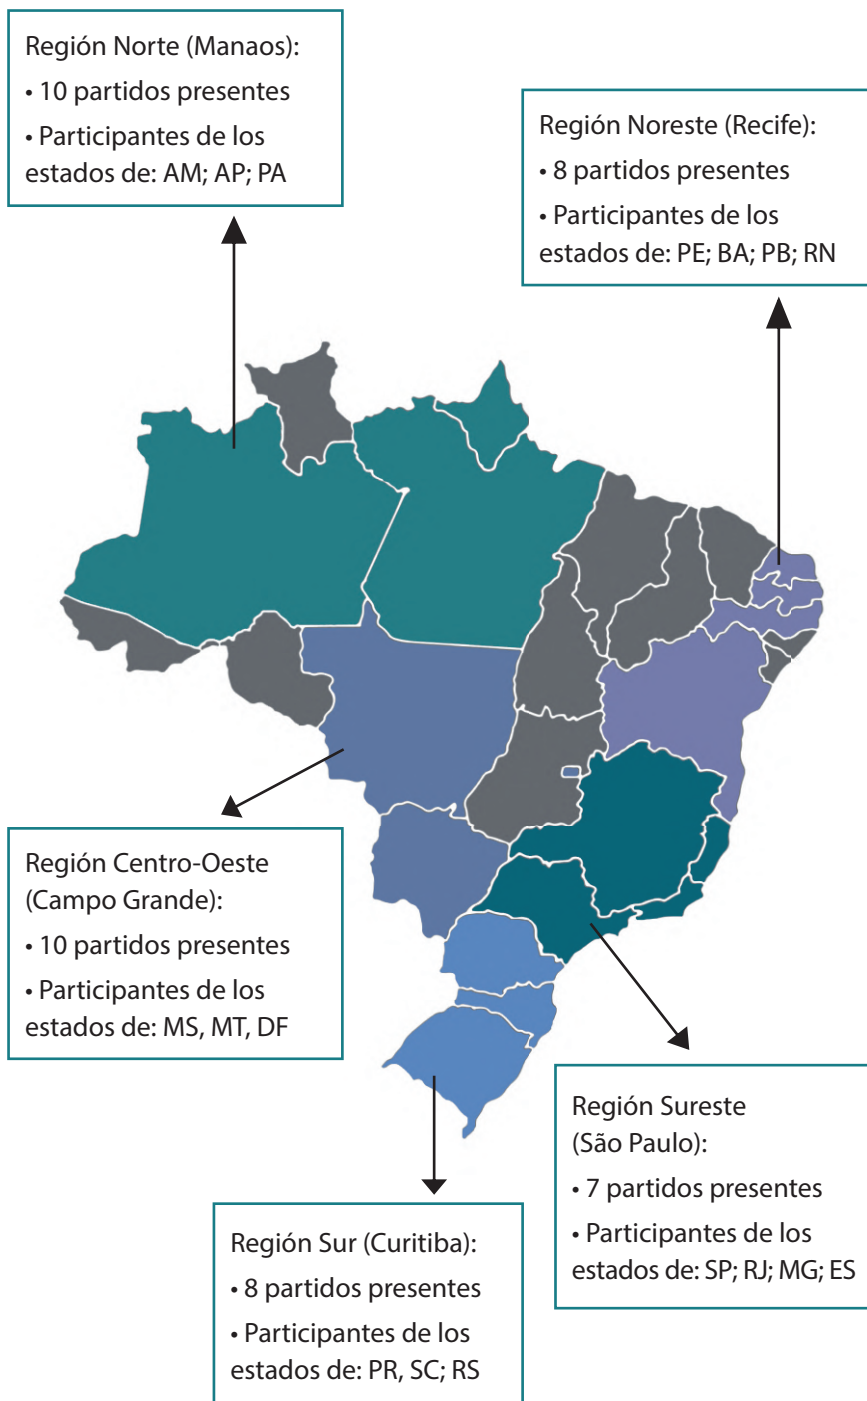 Región Norte (Manaos):
• 10 partidos presentes
• Participantes de los
estados de: AM; AP; PA
Región Noreste (Recife):
• 8 partidos presentes
• Participantes de los
estados de: PE; BA; PB; RN
Región Centro-Oeste
(Campo Grande):
• 10 partidos presentes
• Participantes de los
estados de: MS, MT, DF
Región Sureste
(São Paulo):
• 7 partidos presentes
• Participantes de los
estados de: SP; RJ; MG; ES
Región Sur (Curitiba):
• 8 partidos presentes
• Participantes de los
estados de: PR, SC; RS